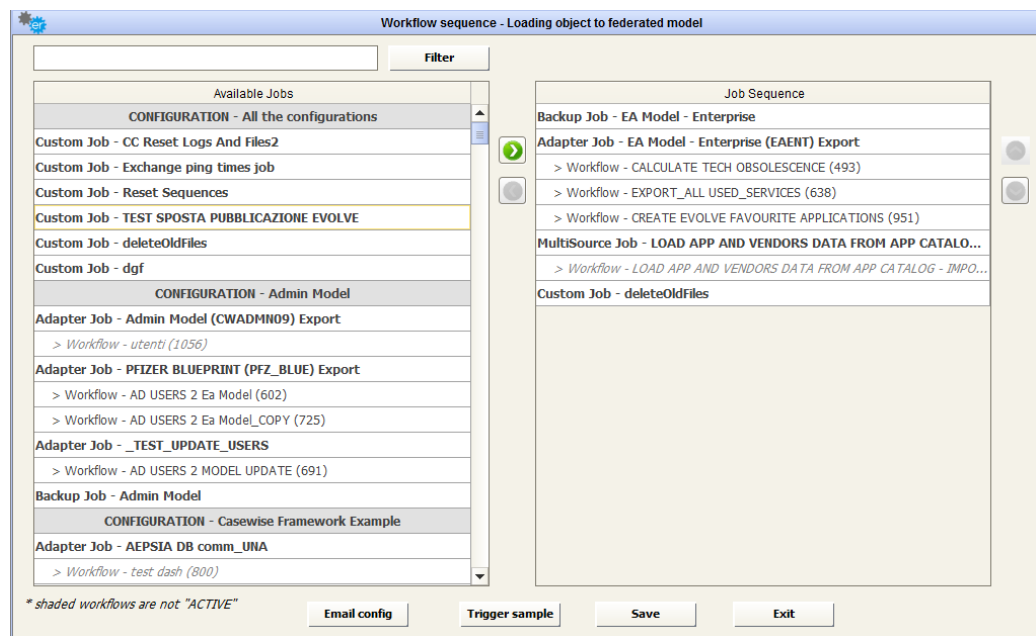 er
Workflow sequence - Loading object to federated model
Filter
Available Jobs
CONFIGURATION - All the configurations
Custom Job - CC Reset Logs And Files2
Custom Job - Exchange ping times job
Custom Job - Reset Sequences
Custom Job - TEST SPOSTA PUBBLICAZIONE EVOLVE
Custom Job - deleteOldFiles
Custom Job - dgf
CONFIGURATION - Admin Model
Adapter Job - Admin Model (CWADMN09) Export
> Workflow - utenti (1056)
Adapter Job - PFIZER BLUEPRINT (PFZ_BLUE) Export
> Workflow - AD USERS 2 Ea Model (602)
> Workflow - AD USERS 2 Ea Model_COPY (725)
Adapter Job - _TEST_UPDATE_USERS
> Workflow - AD USERS 2 MODEL UPDATE (691)
Backup Job - Admin Model
CONFIGURATION - Casewise Framework Example
Adapter Job - AEPSIA DB comm_UNA
> Workflow - test dash (800)
Job Sequence
Backup Job - EA Model - Enterprise
Adapter Job - EA Model - Enterprise (EAENT) Export
> Workflow - CALCULATE TECH OBSOLESCENCE (493)
> Workflow - EXPORT_ALL USED_SERVICES (638)
> Workflow - CREATE EVOLVE FAVOURITE APPLICATIONS (951)
MultiSource Job - LOAD APP AND VENDORS DATA FROM APP CATALO...
> Workflow - LOAD APP AND VENDORS DATA FROM APP CATALOG - IMPO...
Custom Job - deleteOldFiles
* shaded workflows are not "ACTIVE"
Email config
Trigger sample
Save
Exit